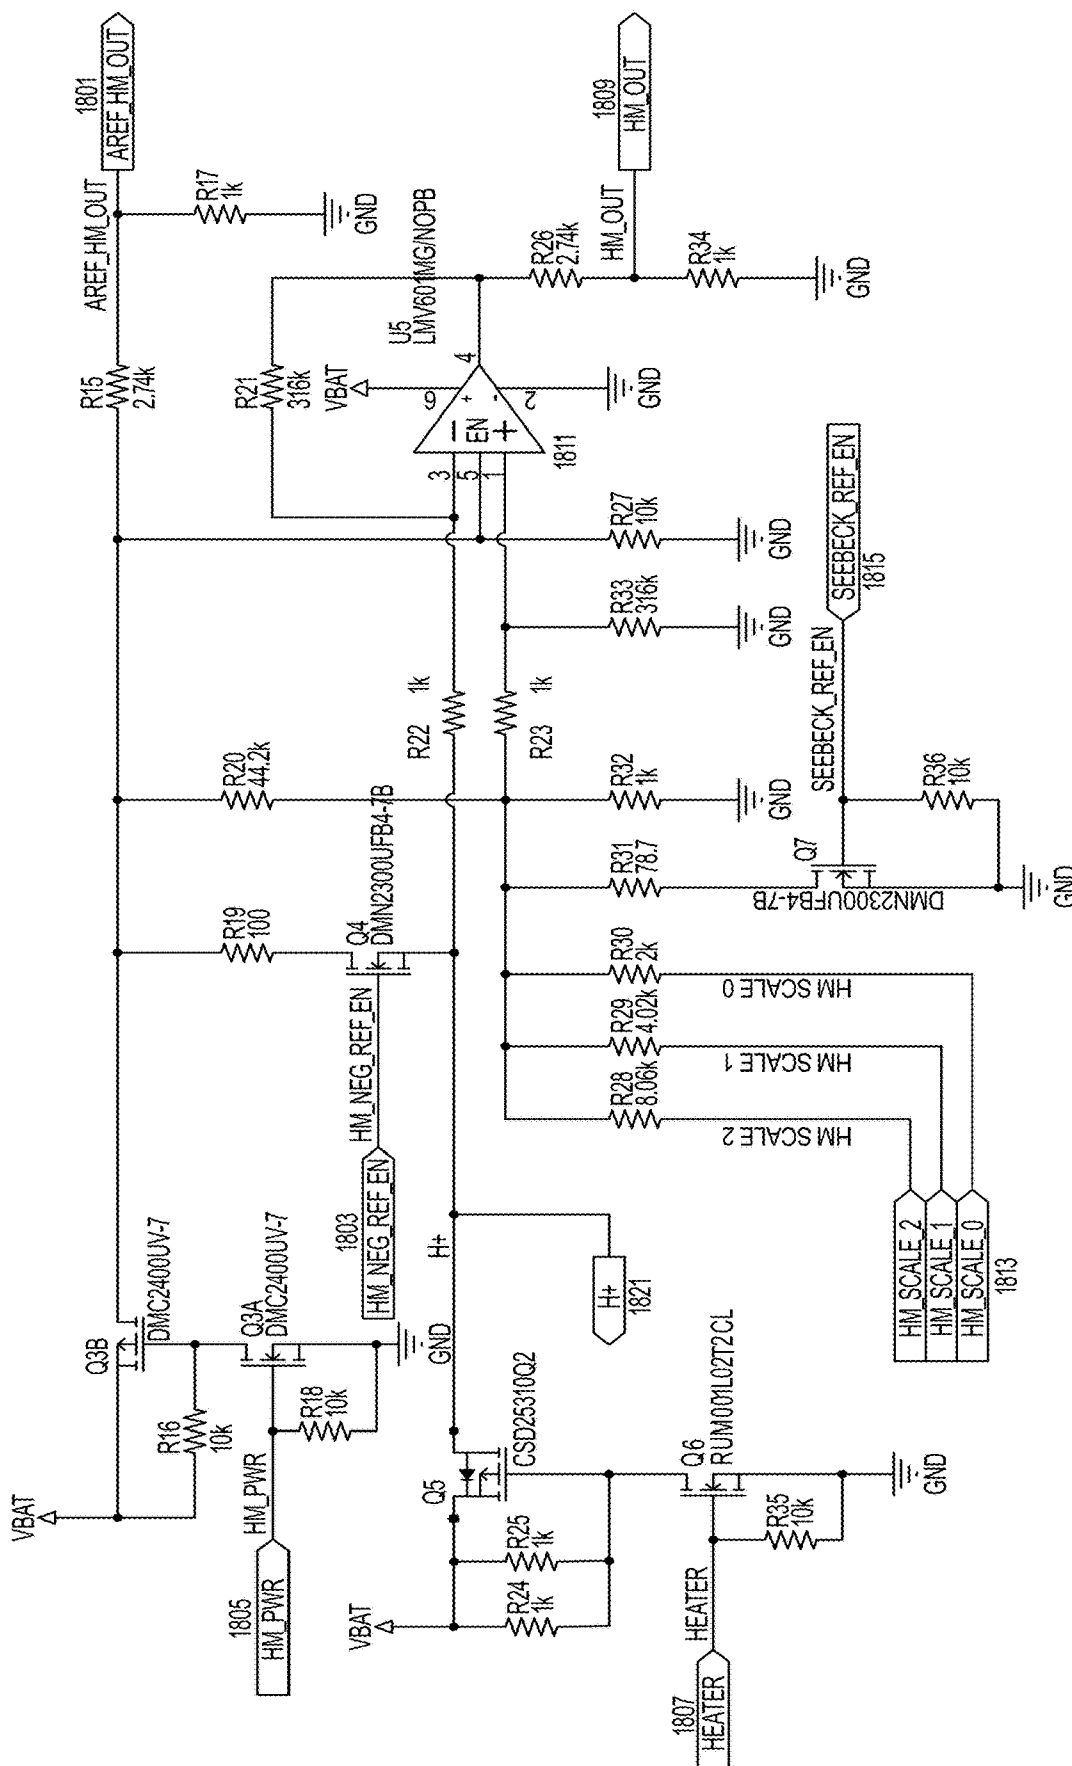 1801
AREF_HM_OUT
AREF_HM_OUT
R17
1k
GND
R15
2.74k
1809
HM_OUT
HM_OUT
R26
2.74k
R34
1k
GND
U5
LMV601MG/NOPB
R21
316k
VBAT
6
4
2
GND
EN
3
5
1
1811
R27
10k
GND
R33
316k
GND
R22
1k
R23
1k
R20
44.2k
R32
1k
GND
R31
78.7
Q7
DMN2300UFB4-7B
SEEBECK_REF_EN
1815
SEEBECK_REF_EN
R36
10k
GND
R19
100
Q4
DMN2300UFB4-7B
HM_NEG_REF_EN
1803
HM_NEG_REF_EN
R30
2k
HM SCALE 0
R29
4.02k
HM SCALE 1
R28
8.06k
HM SCALE 2
HM_SCALE_2
HM_SCALE_1
HM_SCALE_0
1813
H+
H+
1821
Q3B
DMC2400UV-7
Q3A
DMC2400UV-7
GND
R16
10k
R18
10k
VBAT
HM_PWR
1805
HM_PWR
Q5
CSD25310Q2
R25
1k
R24
1k
VBAT
Q6
RUM001L02T2CL
R35
10k
GND
HEATER
1807
HEATER